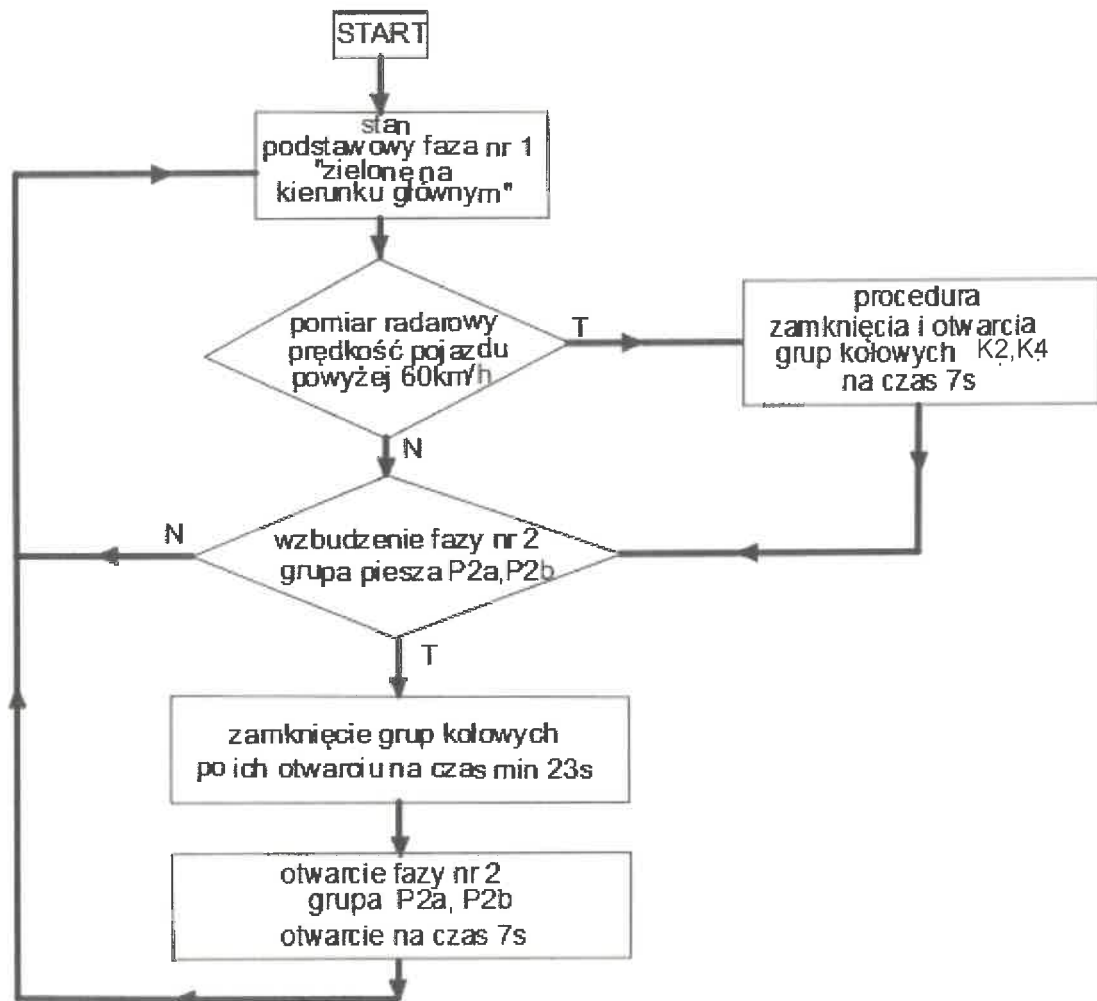 START
stan
podstawowy faza nr 1
"zielone na
kierunku głównym"
pomiar radarowy
prędkość pojazdu
powyżej 60km/h
T
procedura
zamknięcia i otwarcia
grup kołowych K2,K4
na czas 7s
N
wzbudzenie fazy nr 2
grupa piesza P2a,P2b
N
T
zamknięcie grup kołowych
po ich otwarciu na czas min 23s
otwarcie fazy nr 2
grupa P2a, P2b
otwarcie na czas 7s